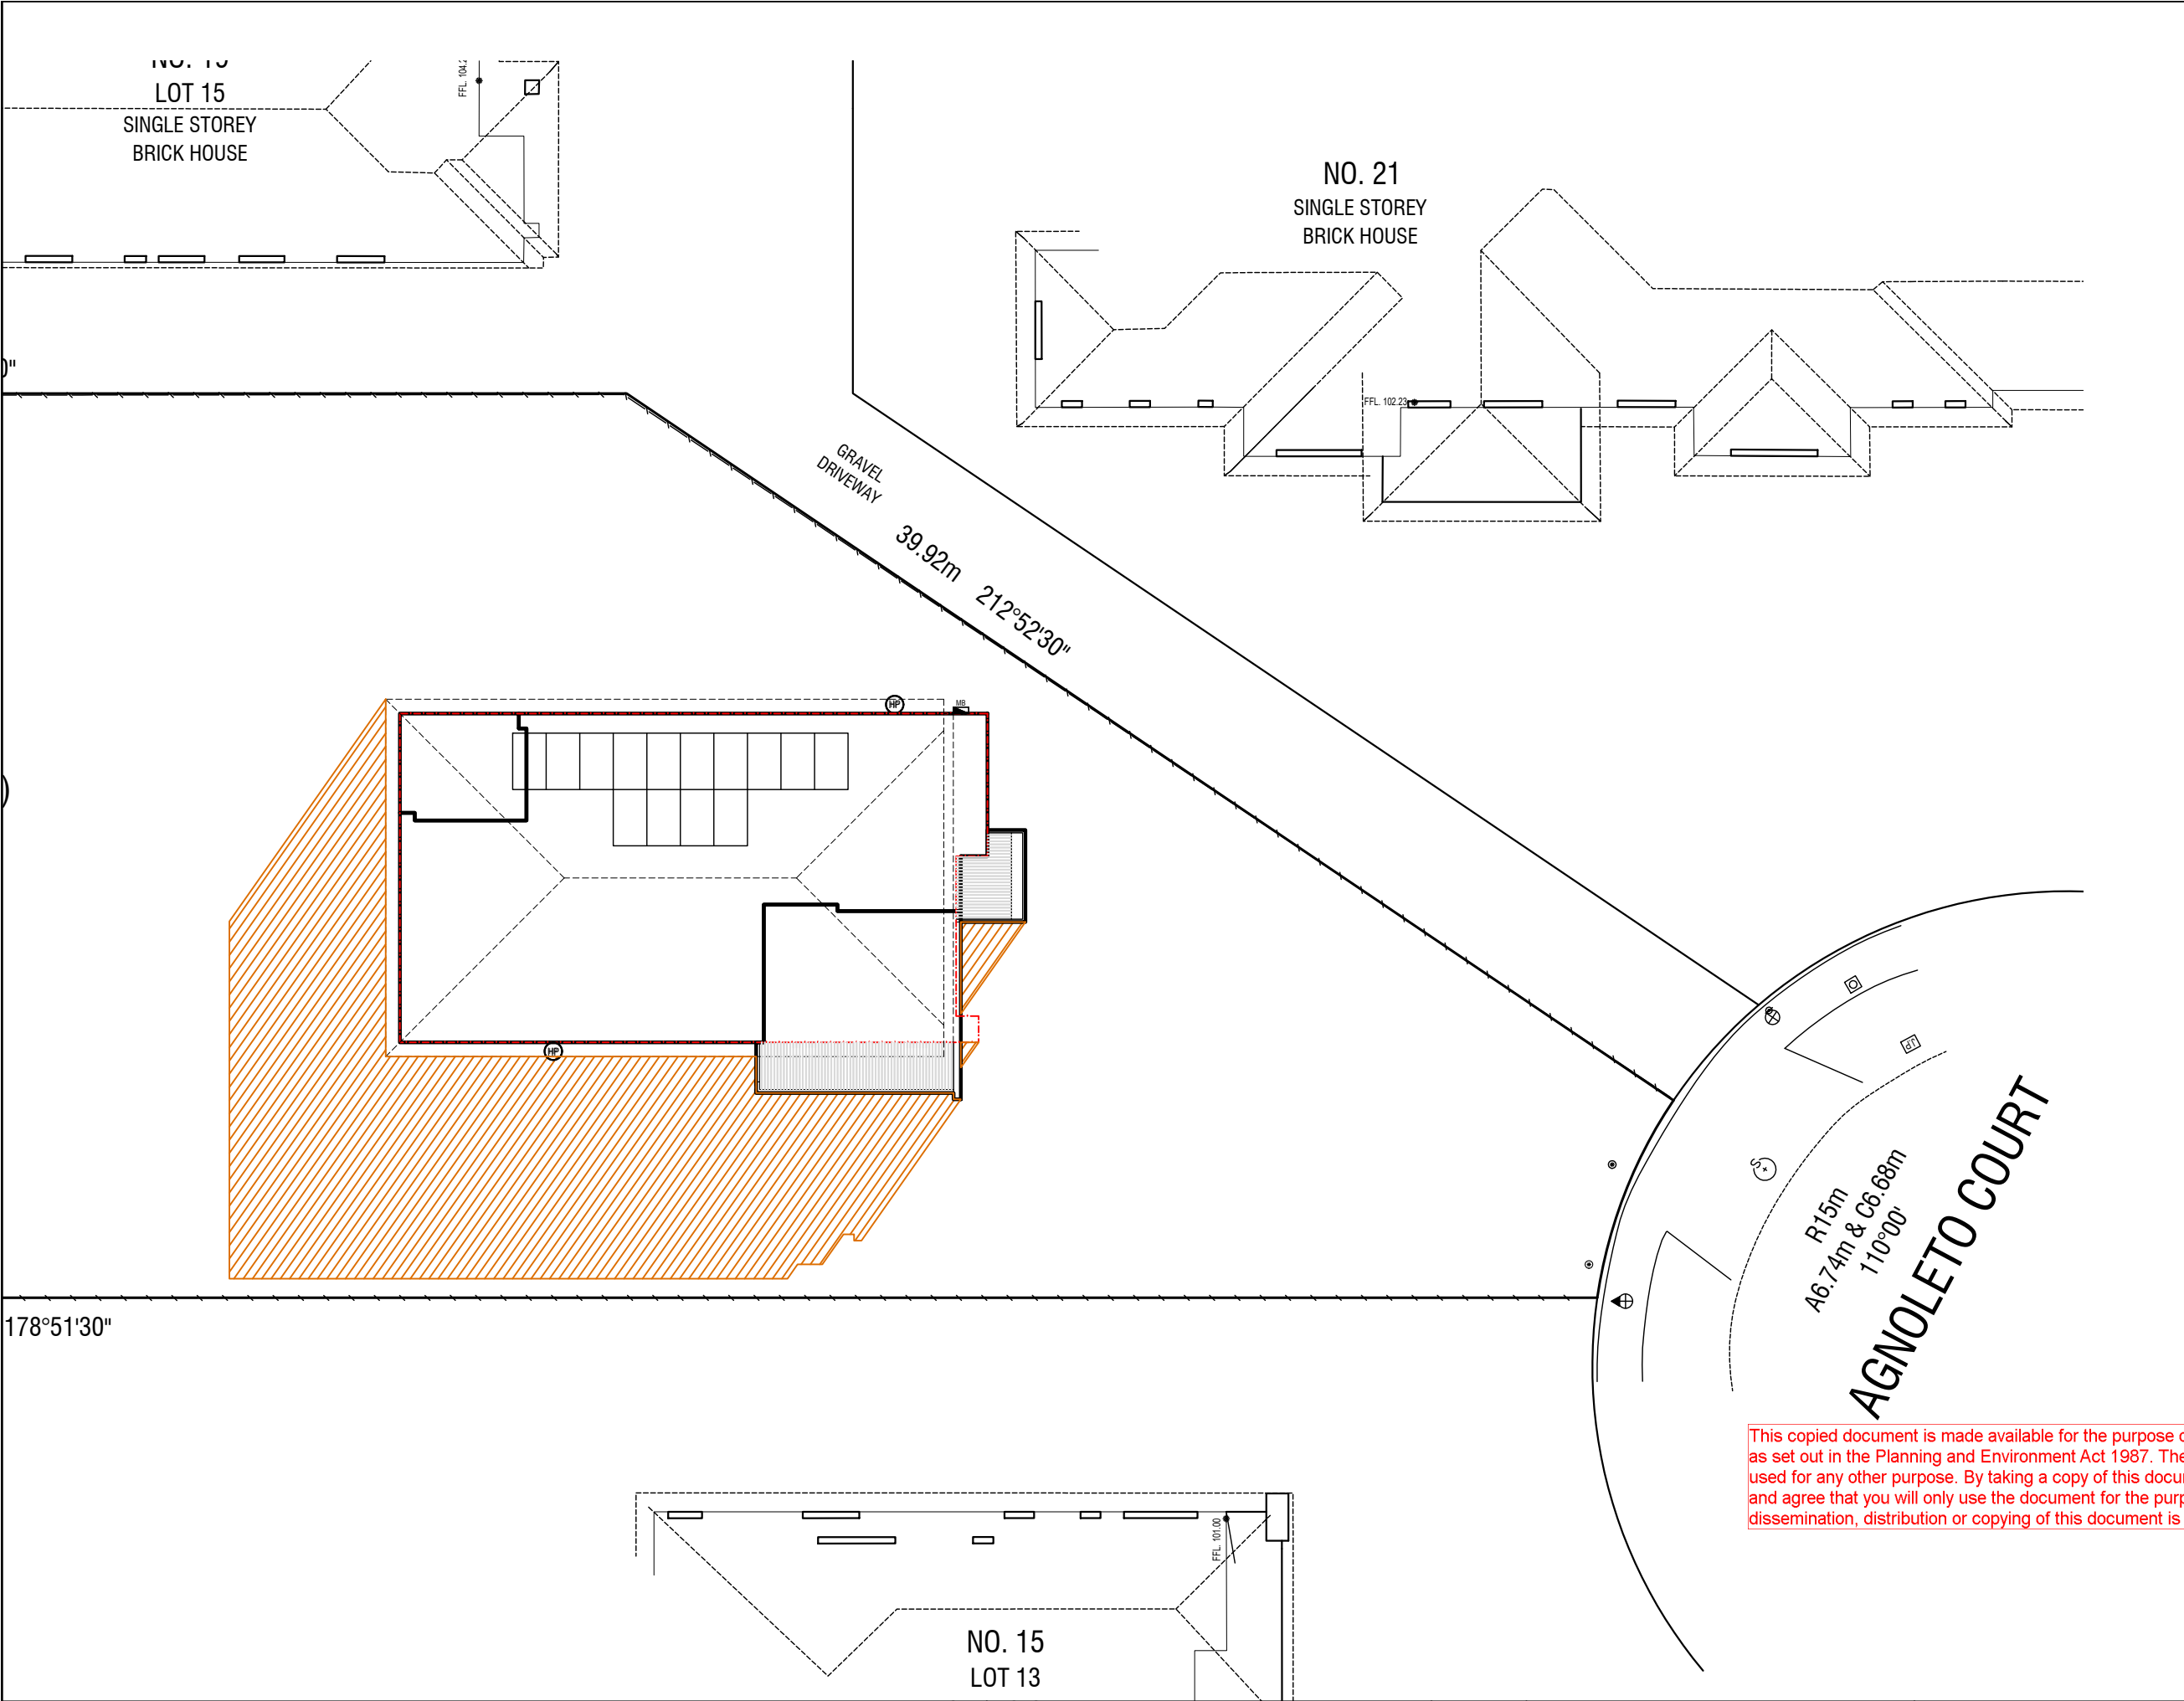 LOT 15
SINGLE STOREY
BRICK HOUSE
NO. 21
SINGLE STOREY
BRICK HOUSE
FFL. 102.23
0"
GRAVEL
DRIVEWAY
39.92m 212°52'30"
HP
MB
)
HP
JP
S
R15m
A6.74m & C6.68m
110°00'
AGNOLETO COURT
178°51'30"
This copied document is made available for the purpose
as set out in the Planning and Environment Act 1987. The
used for any other purpose. By taking a copy of this
and agree that you will only use the document for the
dissemination, distribution or copying of this document is
FFL. 101.00
NO. 15
LOT 13